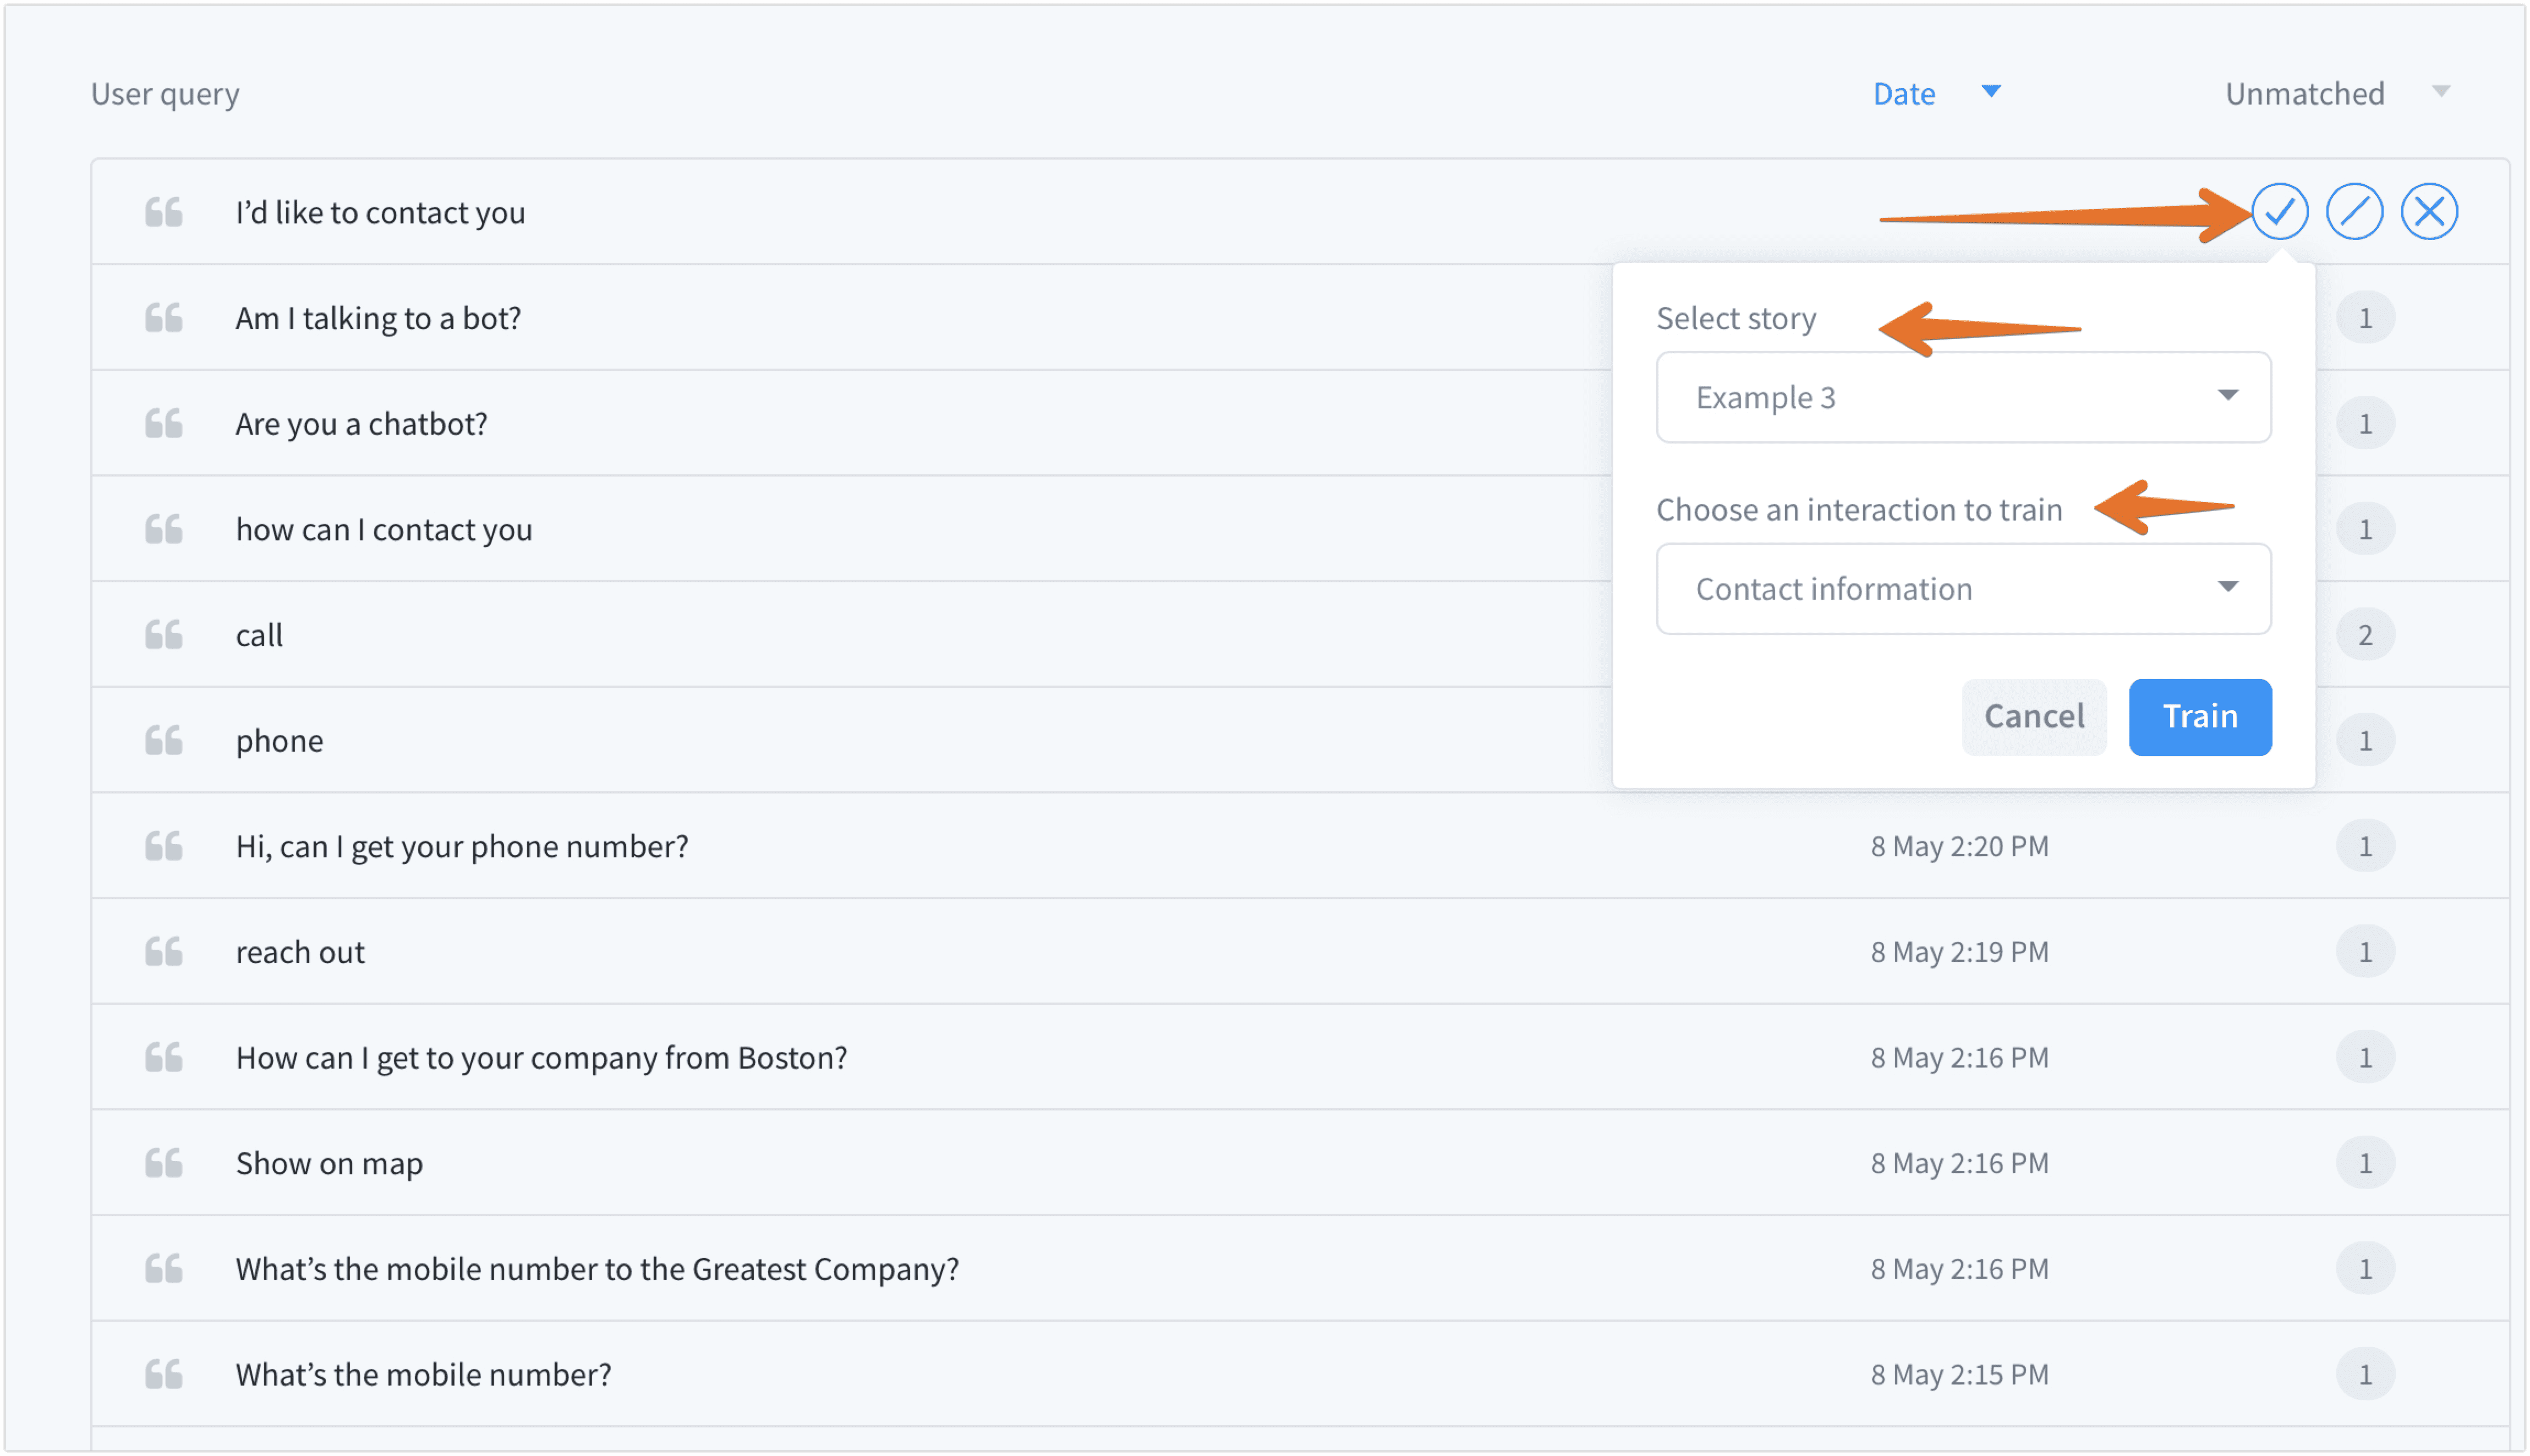 User query Date Unmatched
I’d like to contact you
Am I talking to a bot? 1
Select story
Example 3
Are you a chatbot? 1
how can I contact you 1
Choose an interaction to train
Contact information
call 2
phone 1
Cancel Train
Hi, can I get your phone number? 8 May 2:20 PM 1
reach out 8 May 2:19 PM 1
How can I get to your company from Boston? 8 May 2:16 PM 1
Show on map 8 May 2:16 PM 1
What’s the mobile number to the Greatest Company? 8 May 2:16 PM 1
What’s the mobile number? 8 May 2:15 PM 1